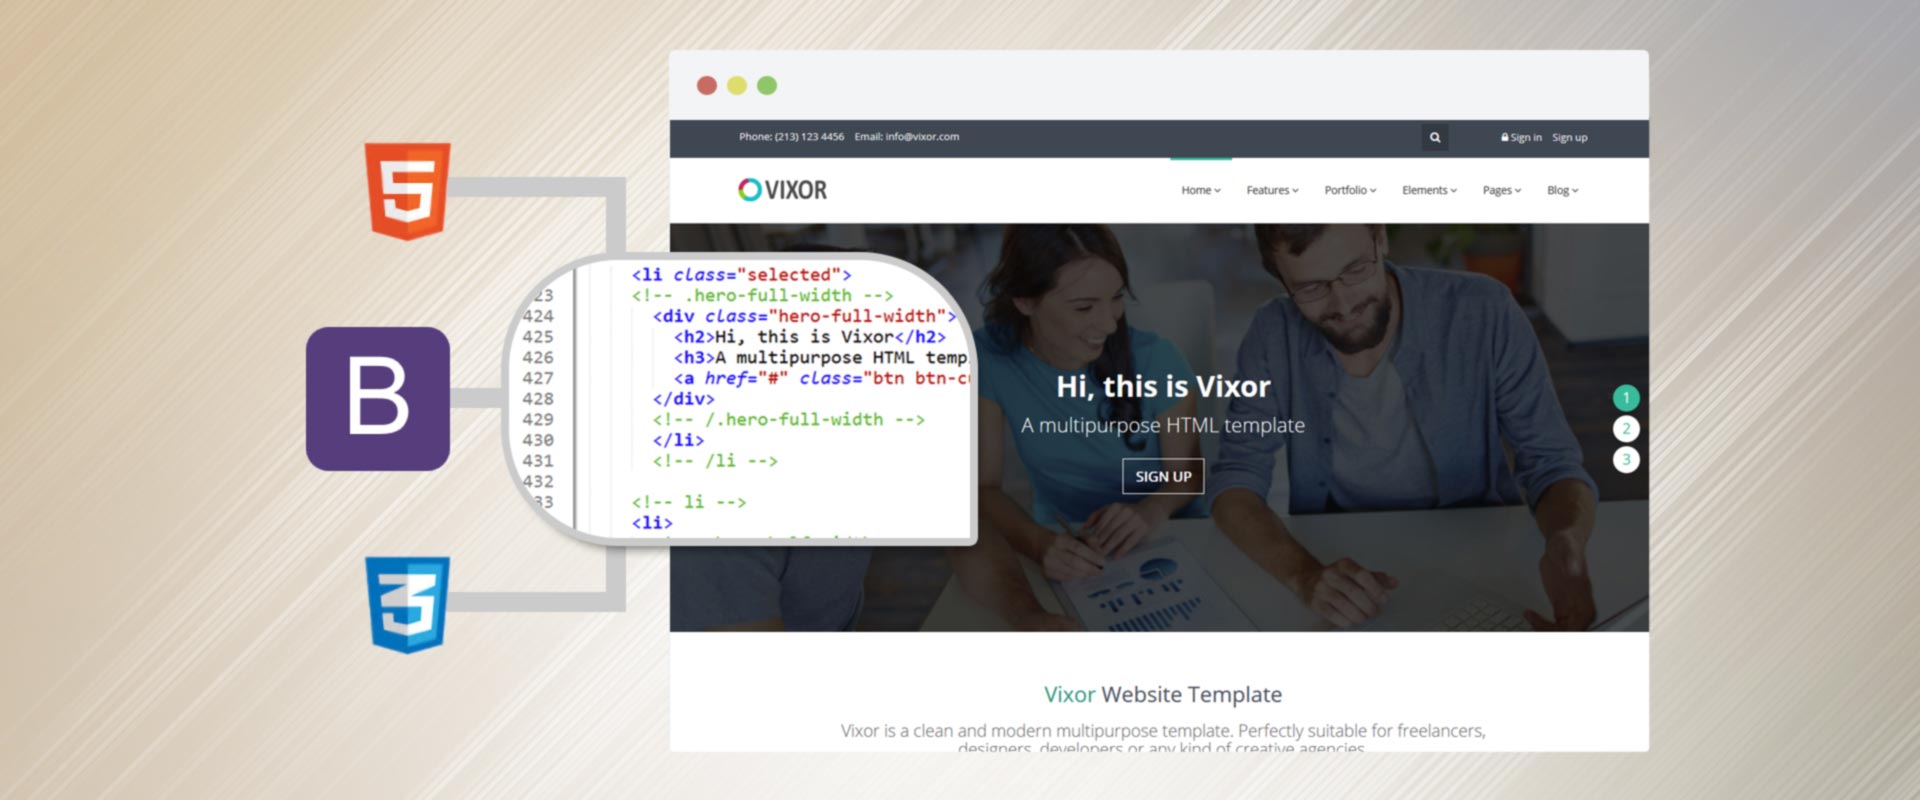 Phone: (213) 123 4456 Email: info@vixor.com Sign in Sign up
VIXOR Home Features Portfolio Elements Pages Blog
5
B
3
<li class="selected">
23 <!-- .hero-full-width -->
424 <div class="hero-full-width">
425 <h2>Hi, this is Vixor</h2>
426 <h3>A multipurpose HTML temp
427 <a href="#" class="btn btn-c
428 </div>
429 <!-- /.hero-full-width -->
430 </li>
431 <!-- /li -->
432
33 <!-- li -->
<li>
Hi, this is Vixor
A multipurpose HTML template
SIGN UP
1
2
3
Vixor Website Template
Vixor is a clean and modern multipurpose template. Perfectly suitable for freelancers,
designers, developers or any kind of creative agencies.